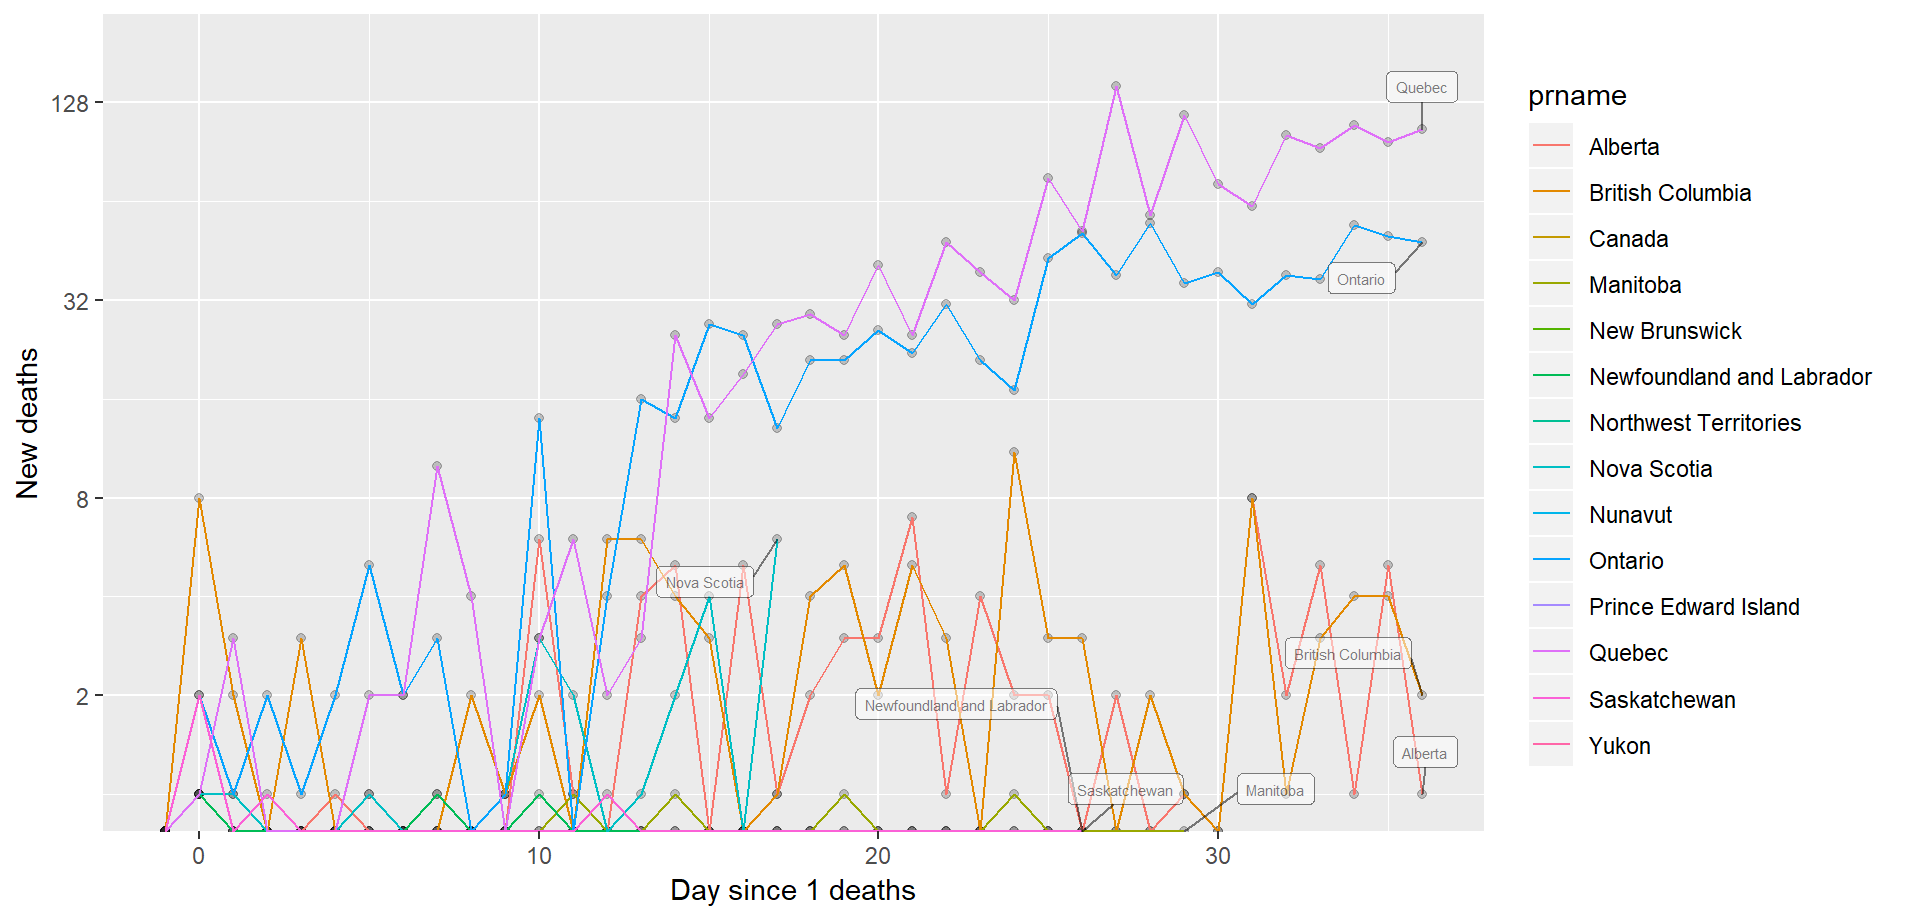 prname
Alberta
British Columbia
Canada
Manitoba
New Brunswick
Newfoundland and Labrador
Northwest Territories
Nova Scotia
Nunavut
Ontario
Prince Edward Island
Quebec
Saskatchewan
Yukon
New deaths
128
32
8
2
Quebec
Ontario
Nova Scotia
British Columbia
Newfoundland and Labrador
Alberta
Saskatchewan
Manitoba
0
10
20
30
Day since 1 deaths